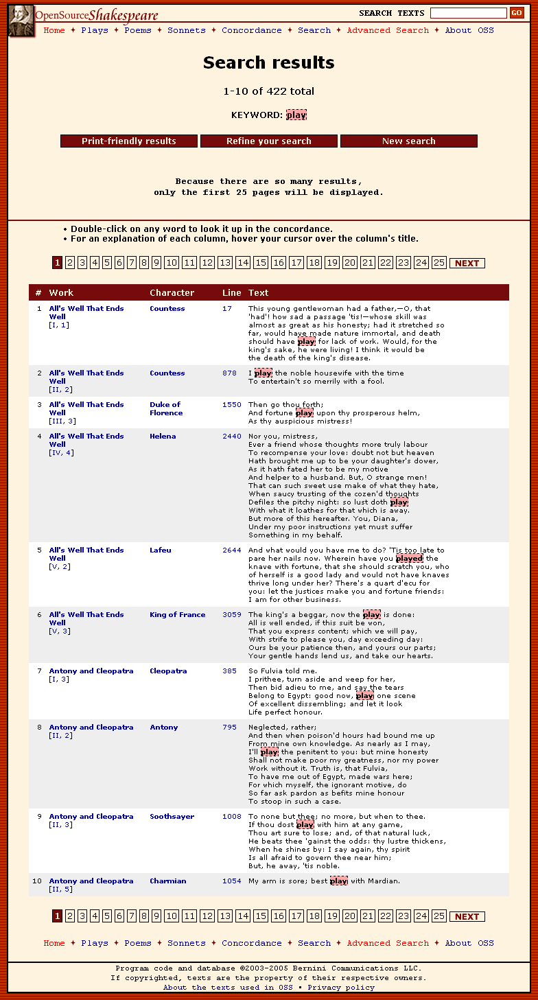 OpenSourceShakespeare SEARCH TEXTS GO
Home ✦ Plays ✦ Poems ✦ Sonnets ✦ Concordance ✦ Search ✦ Advanced Search ✦ About OSS
Search results
1-10 of 422 total
KEYWORD: play
Print-friendly results Refine your search New search
Because there are so many results,
only the first 25 pages will be displayed.
• Double-click on any word to look it up in the concordance.
• For an explanation of each column, hover your cursor over the column's title.
1 2 3 4 5 6 7 8 9 10 11 12 13 14 15 16 17 18 19 20 21 22 23 24 25 NEXT
# Work Character Line Text
1 All's Well That Ends Well [I, 1] Countess 17 This young gentlewoman had a father,—O, that
'had'! how sad a passage 'tis!—whose skill was
almost as great as his honesty; had it stretched so
far, would have made nature immortal, and death
should have play for lack of work. Would, for the
king's sake, he were living! I think it would be
the death of the king's disease.
2 All's Well That Ends Well [II, 2] Countess 878 I play the noble housewife with the time
To entertain't so merrily with a fool.
3 All's Well That Ends Well [III, 3] Duke of Florence 1550 Then go thou forth;
And fortune play upon thy prosperous helm,
As thy auspicious mistress!
4 All's Well That Ends Well [IV, 4] Helena 2440 Nor you, mistress,
Ever a friend whose thoughts more truly labour
To recompense your love: doubt not but heaven
Hath brought me up to be your daughter's dower,
As it hath fated her to be my motive
And helper to a husband. But, O strange men!
That can such sweet use make of what they hate,
When saucy trusting of the cozen'd thoughts
Defiles the pitchy night: so lust doth play
With what it loathes for that which is away.
But more of this hereafter. You, Diana,
Under my poor instructions yet must suffer
Something in my behalf.
5 All's Well That Ends Well [V, 2] Lafeu 2644 And what would you have me to do? 'Tis too late to
pare her nails now. Wherein have you played the
knave with fortune, that she should scratch you, who
of herself is a good lady and would not have knaves
thrive long under her? There's a quart d'ecu for
you: let the justices make you and fortune friends:
I am for other business.
6 All's Well That Ends Well [V, 3] King of France 3059 The king's a beggar, now the play is done:
All is well ended, if this suit be won,
That you express content; which we will pay,
With strife to please you, day exceeding day:
Ours be your patience then, and yours our parts;
Your gentle hands lend us, and take our hearts.
7 Antony and Cleopatra [I, 3] Cleopatra 385 So Fulvia told me.
I prithee, turn aside and weep for her,
Then bid adieu to me, and say the tears
Belong to Egypt: good now, play one scene
Of excellent dissembling; and let it look
Life perfect honour.
8 Antony and Cleopatra [II, 2] Antony 795 Neglected, rather;
And then when poison'd hours had bound me up
From mine own knowledge. As nearly as I may,
I'll play the penitent to you: but mine honesty
Shall not make poor my greatness, nor my power
Work without it. Truth is, that Fulvia,
To have me out of Egypt, made wars here;
For which myself, the ignorant motive, do
So far ask pardon as befits mine honour
To stoop in such a case.
9 Antony and Cleopatra [II, 3] Soothsayer 1008 To none but thee; no more, but when to thee.
If thou dost play with him at any game,
Thou art sure to lose; and, of that natural luck,
He beats thee 'gainst the odds: thy lustre thickens,
When he shines by: I say again, thy spirit
Is all afraid to govern thee near him;
But, he away, 'tis noble.
10 Antony and Cleopatra [II, 5] Charmian 1054 My arm is sore; best play with Mardian.
1 2 3 4 5 6 7 8 9 10 11 12 13 14 15 16 17 18 19 20 21 22 23 24 25 NEXT
Home ✦ Plays ✦ Poems ✦ Sonnets ✦ Concordance ✦ Search ✦ Advanced Search ✦ About OSS
Program code and database ©2003-2005 Bernini Communications LLC.
If copyrighted, texts are the property of their respective owners.
About the texts used in OSS • Privacy policy